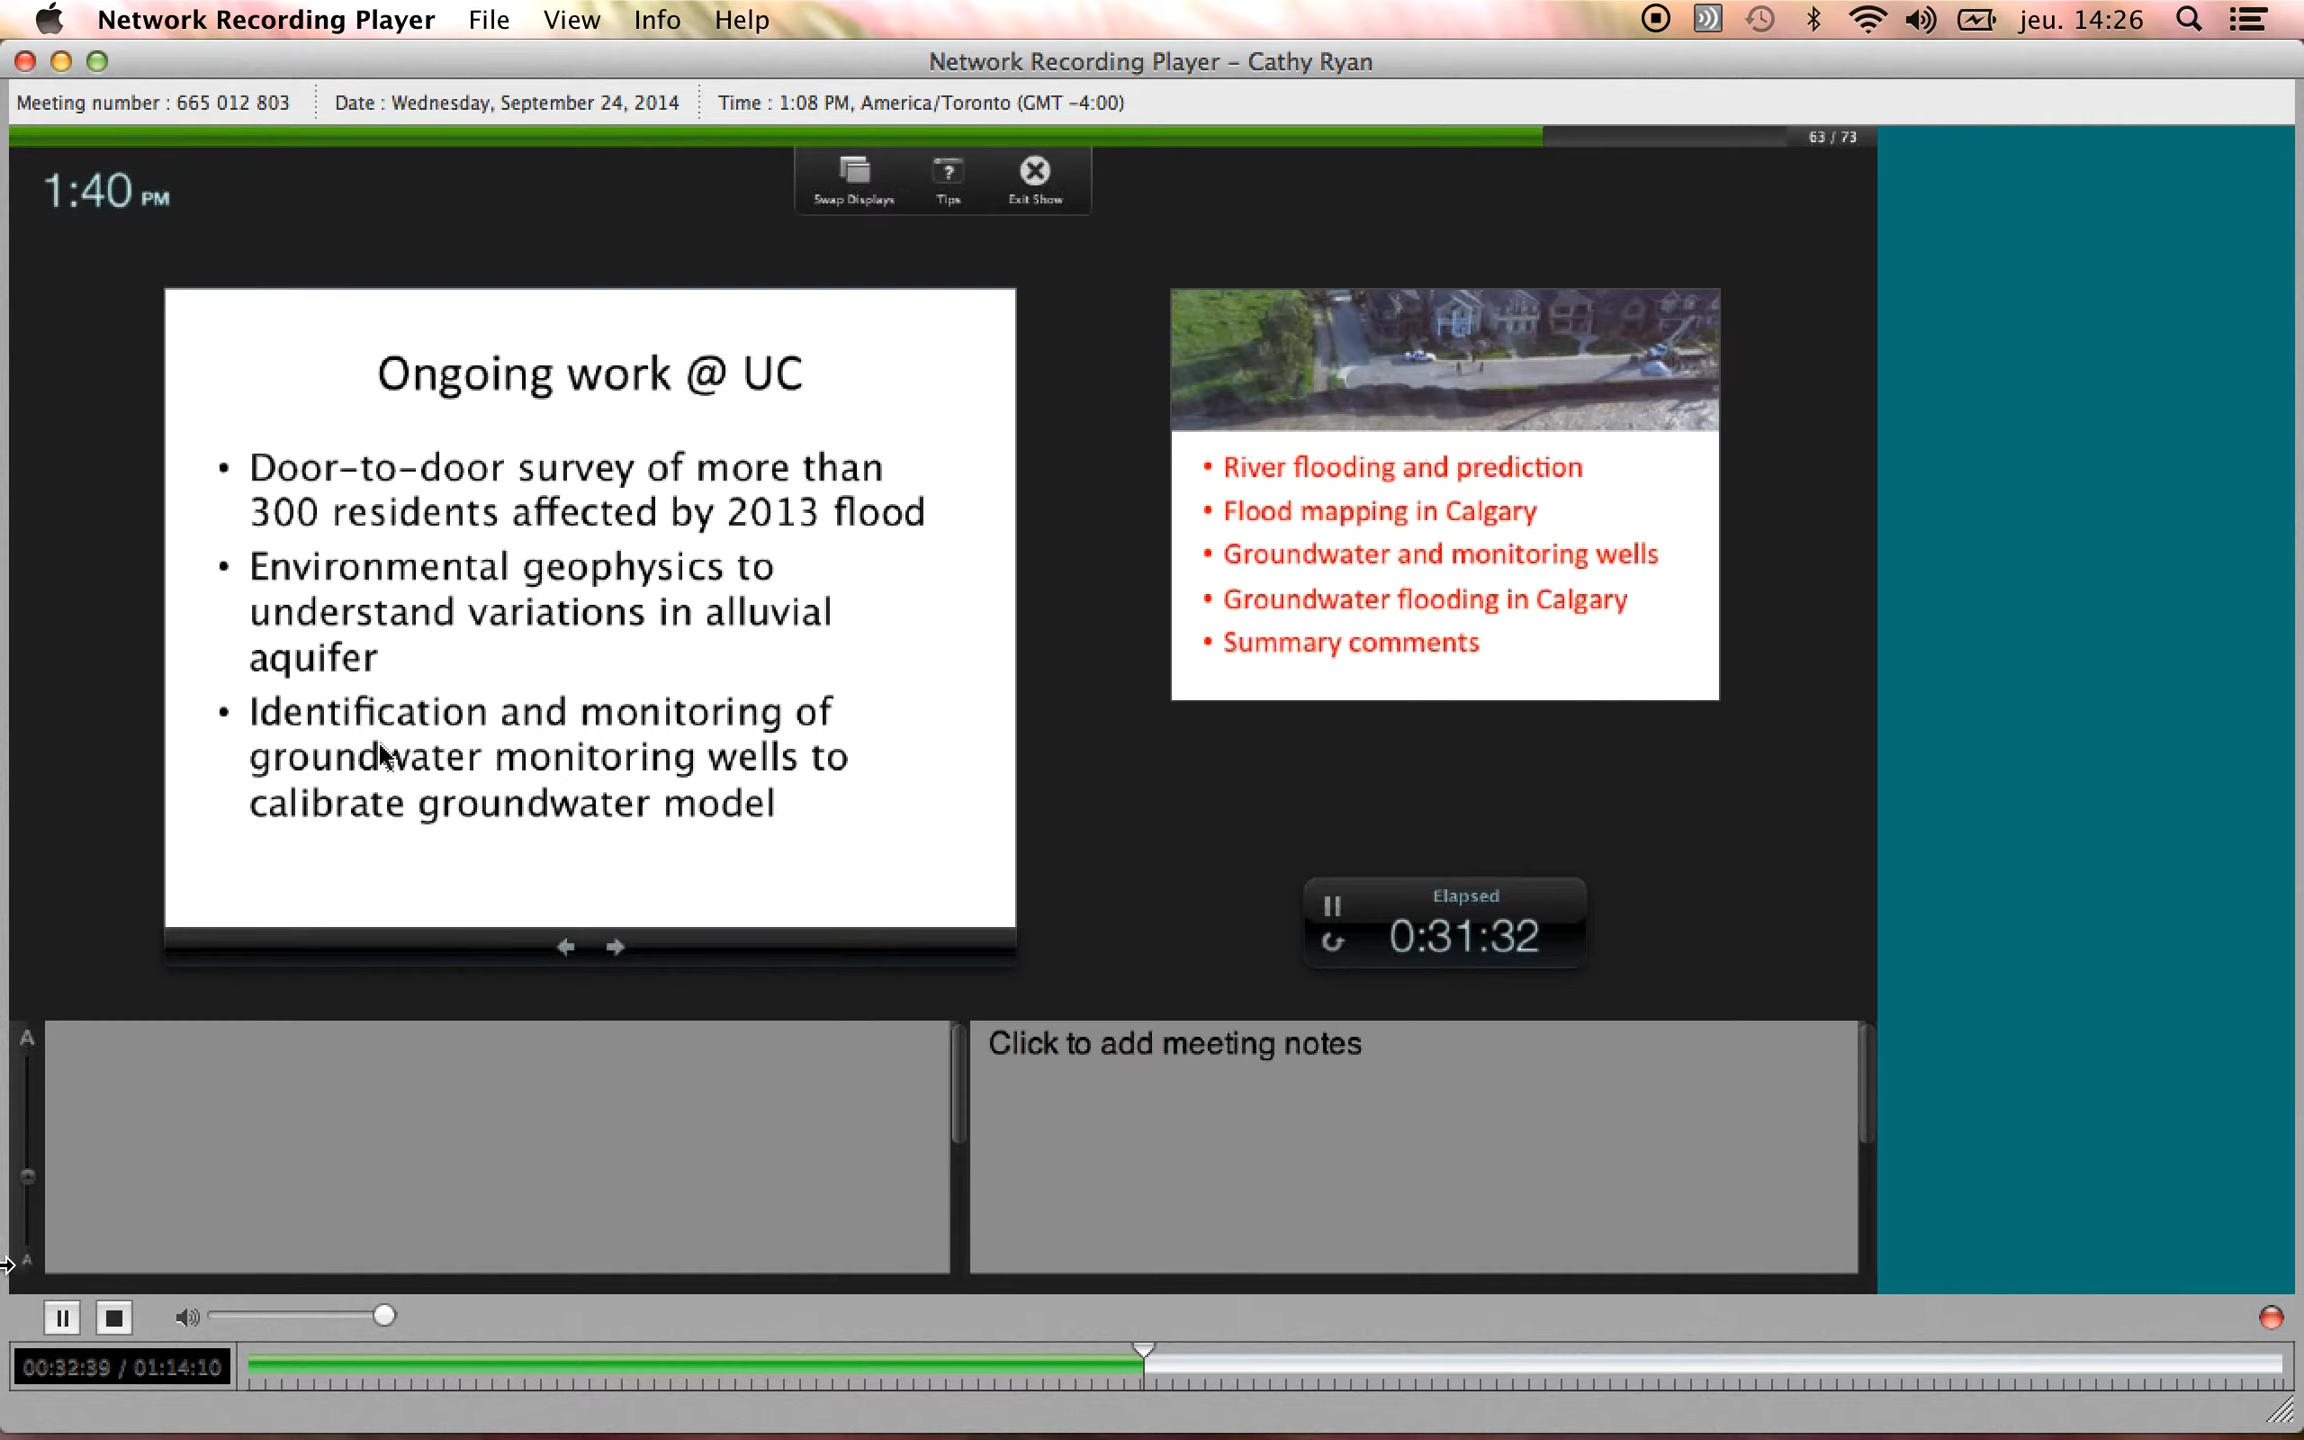 Network Recording Player File View Info Help jeu. 14:26
Network Recording Player – Cathy Ryan
Meeting number : 665 012 803 Date : Wednesday, September 24, 2014 Time : 1:08 PM, America/Toronto (GMT −4:00)
63 / 73
1:40 PM
Swap Displays Tips Exit Show
Ongoing work @ UC
• Door-to-door survey of more than
300 residents affected by 2013 flood
• Environmental geophysics to
understand variations in alluvial
aquifer
• Identification and monitoring of
groundwater monitoring wells to
calibrate groundwater model
• River flooding and prediction
• Flood mapping in Calgary
• Groundwater and monitoring wells
• Groundwater flooding in Calgary
• Summary comments
Elapsed
0:31:32
A
A
Click to add meeting notes
00:32:39 / 01:14:10